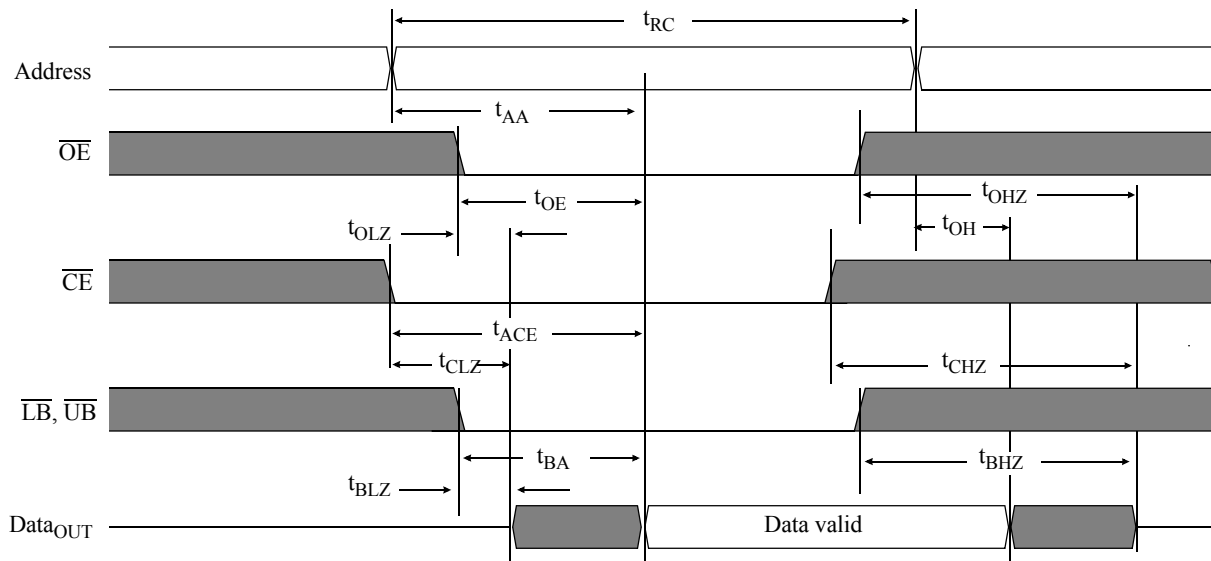 tRC
Address
tAA
OE
tOE
tOHZ
tOLZ
tOH
CE
tACE
tCLZ
tCHZ
LB, UB
tBA
tBHZ
tBLZ
DataOUT
Data valid